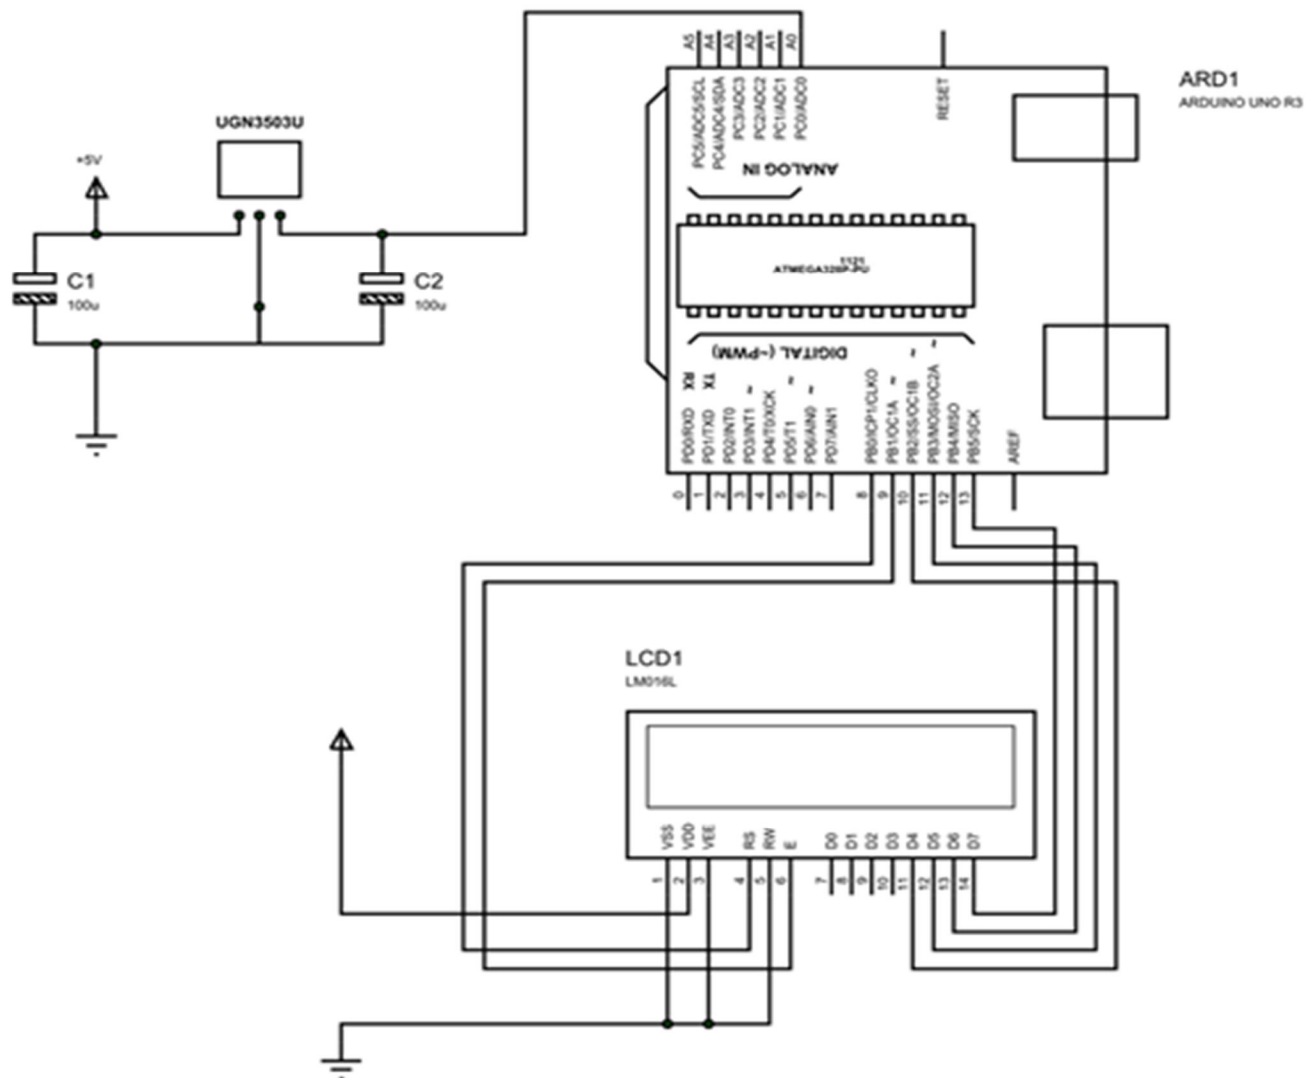 A5
A4
A3
A2
A1
A0
PC5/ADC5/SCL
PC4/ADC4/SDA
PC3/ADC3
PC2/ADC2
PC1/ADC1
PC0/ADC0
RESET
ARD1
ARDUINO UNO R3
UGN3503U
+5V
ANALOG IN
C1
100u
C2
100u
1121
ATMEGA328P-PU
DIGITAL (~PWM)
RX
TX
~
~
~
~
~
~
PD0/RXD
PD1/TXD
PD2/INT0
PD3/INT1
PD4/T0/XCK
PD5/T1
PD6/AIN0
PD7/AIN1
PB0/ICP1/CLKO
PB1/OC1A
PB2/SS/OC1B
PB3/MOSI/OC2A
PB4/MISO
PB5/SCK
AREF
0
1
2
3
4
5
6
7
8
9
10
11
12
13
LCD1
LM016L
VSS
VDD
VEE
RS
RW
E
D0
D1
D2
D3
D4
D5
D6
D7
1
2
3
4
5
6
7
8
9
10
11
12
13
14